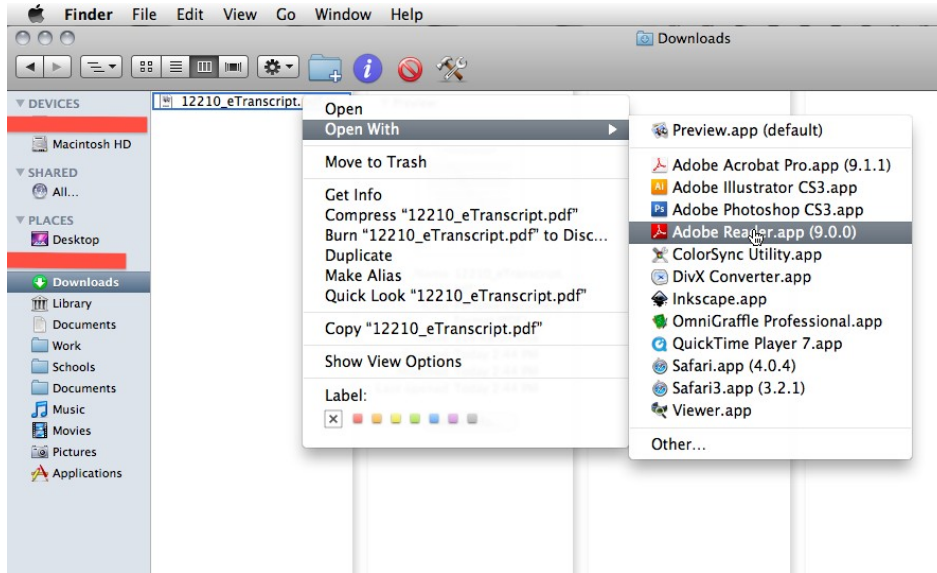 Finder File Edit View Go Window Help
Downloads
DEVICES
Macintosh HD
SHARED
All...
PLACES
Desktop
Downloads
Library
Documents
Work
Schools
Documents
Music
Movies
Pictures
Applications
12210_eTranscript.
Open
Open With
Move to Trash
Get Info
Compress “12210_eTranscript.pdf”
Burn “12210_eTranscript.pdf” to Disc...
Duplicate
Make Alias
Quick Look “12210_eTranscript.pdf”
Copy “12210_eTranscript.pdf”
Show View Options
Label:
Preview.app (default)
Adobe Acrobat Pro.app (9.1.1)
Adobe Illustrator CS3.app
Adobe Photoshop CS3.app
Adobe Reader.app (9.0.0)
ColorSync Utility.app
DivX Converter.app
Inkscape.app
OmniGraffle Professional.app
QuickTime Player 7.app
Safari.app (4.0.4)
Safari3.app (3.2.1)
Viewer.app
Other...